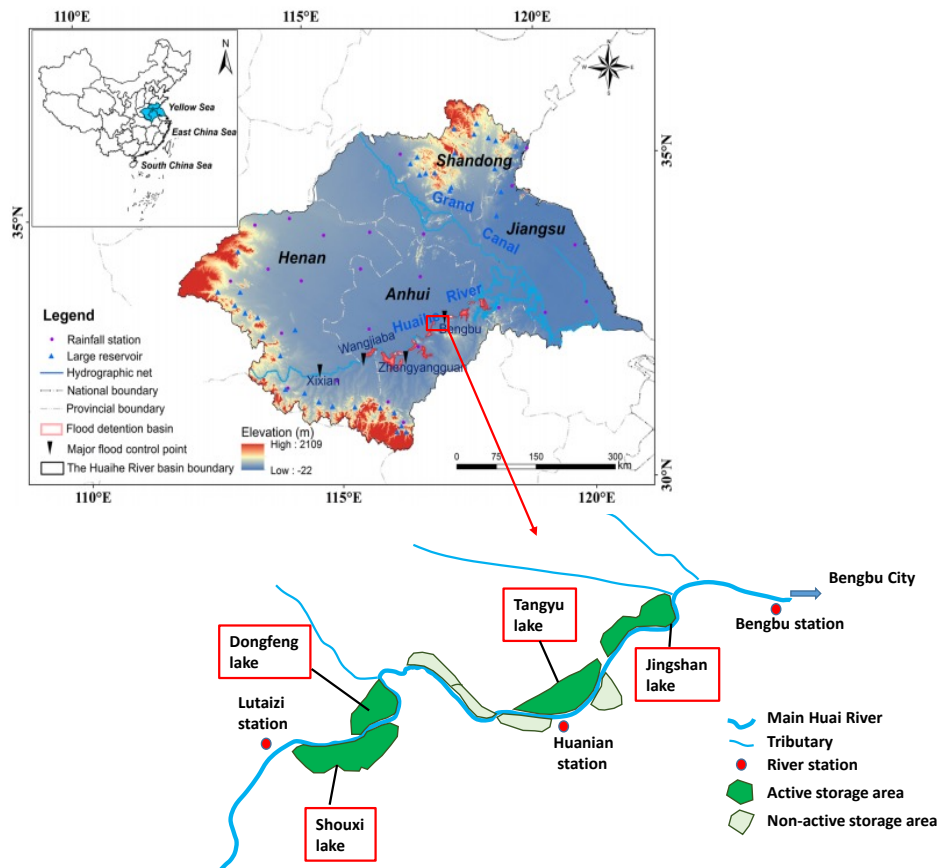 110°E
115°E
120°E
N
Yellow Sea
East China Sea
South China Sea
N
W
E
S
35°N
35°N
Shandong
Grand
Canal
Jiangsu
Henan
Anhui
Huaihe River
Bengbu
Wangjiaba
Zhengyangguan
Xixian
Legend
Rainfall station
Large reservoir
Hydrographic net
National boundary
Provincial boundary
Flood detention basin
Major flood control point
The Huaihe River basin boundary
Elevation (m)
High : 2109
Low : -22
0 75 150 300
km
30°N
110°E
115°E
120°E
Bengbu City
Tangyu
lake
Bengbu station
Dongfeng
lake
Jingshan
lake
Lutaizi
station
Huanian
station
Shouxi
lake
Main Huai River
Tributary
River station
Active storage area
Non-active storage area